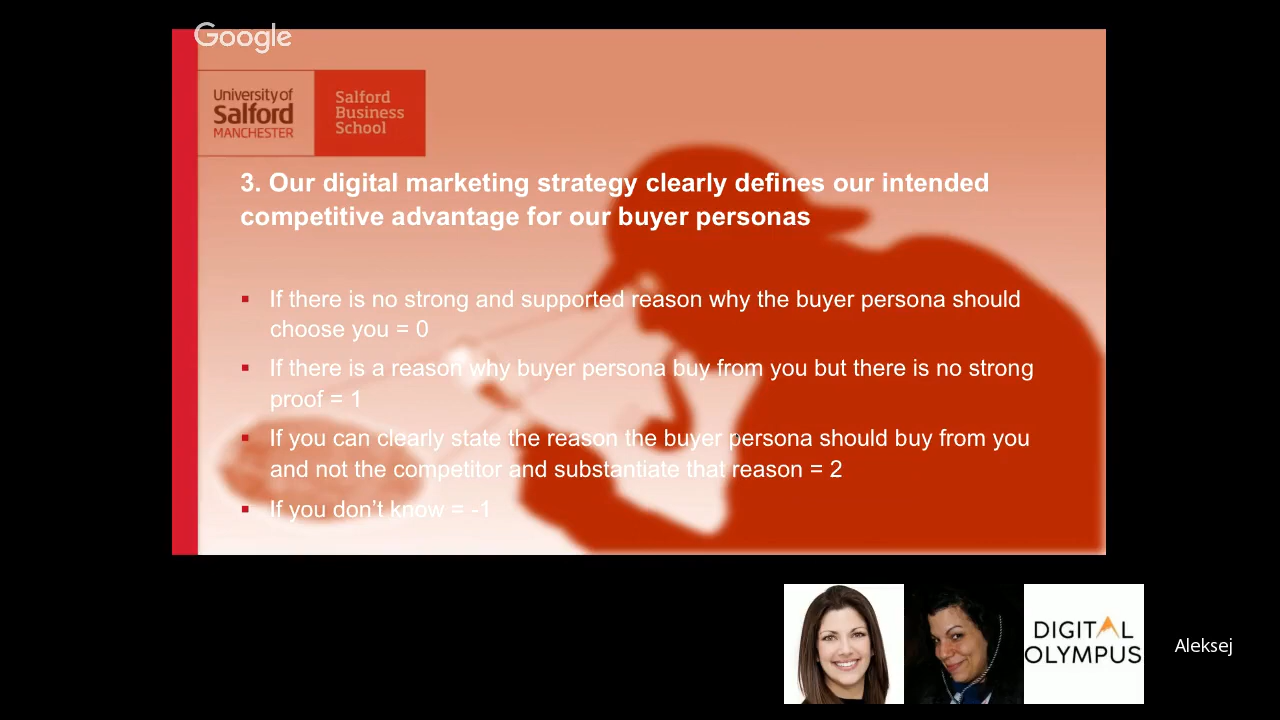 Google
University of
Salford
MANCHESTER
Salford
Business
School
3. Our digital marketing strategy clearly defines our intended
competitive advantage for our buyer personas
▪ If there is no strong and supported reason why the buyer persona should
choose you = 0
▪ If there is a reason why buyer persona buy from you but there is no strong
proof = 1
▪ If you can clearly state the reason the buyer persona should buy from you
and not the competitor and substantiate that reason = 2
▪ If you don’t know = -1
DIGITAL
OLYMPUS
Aleksej